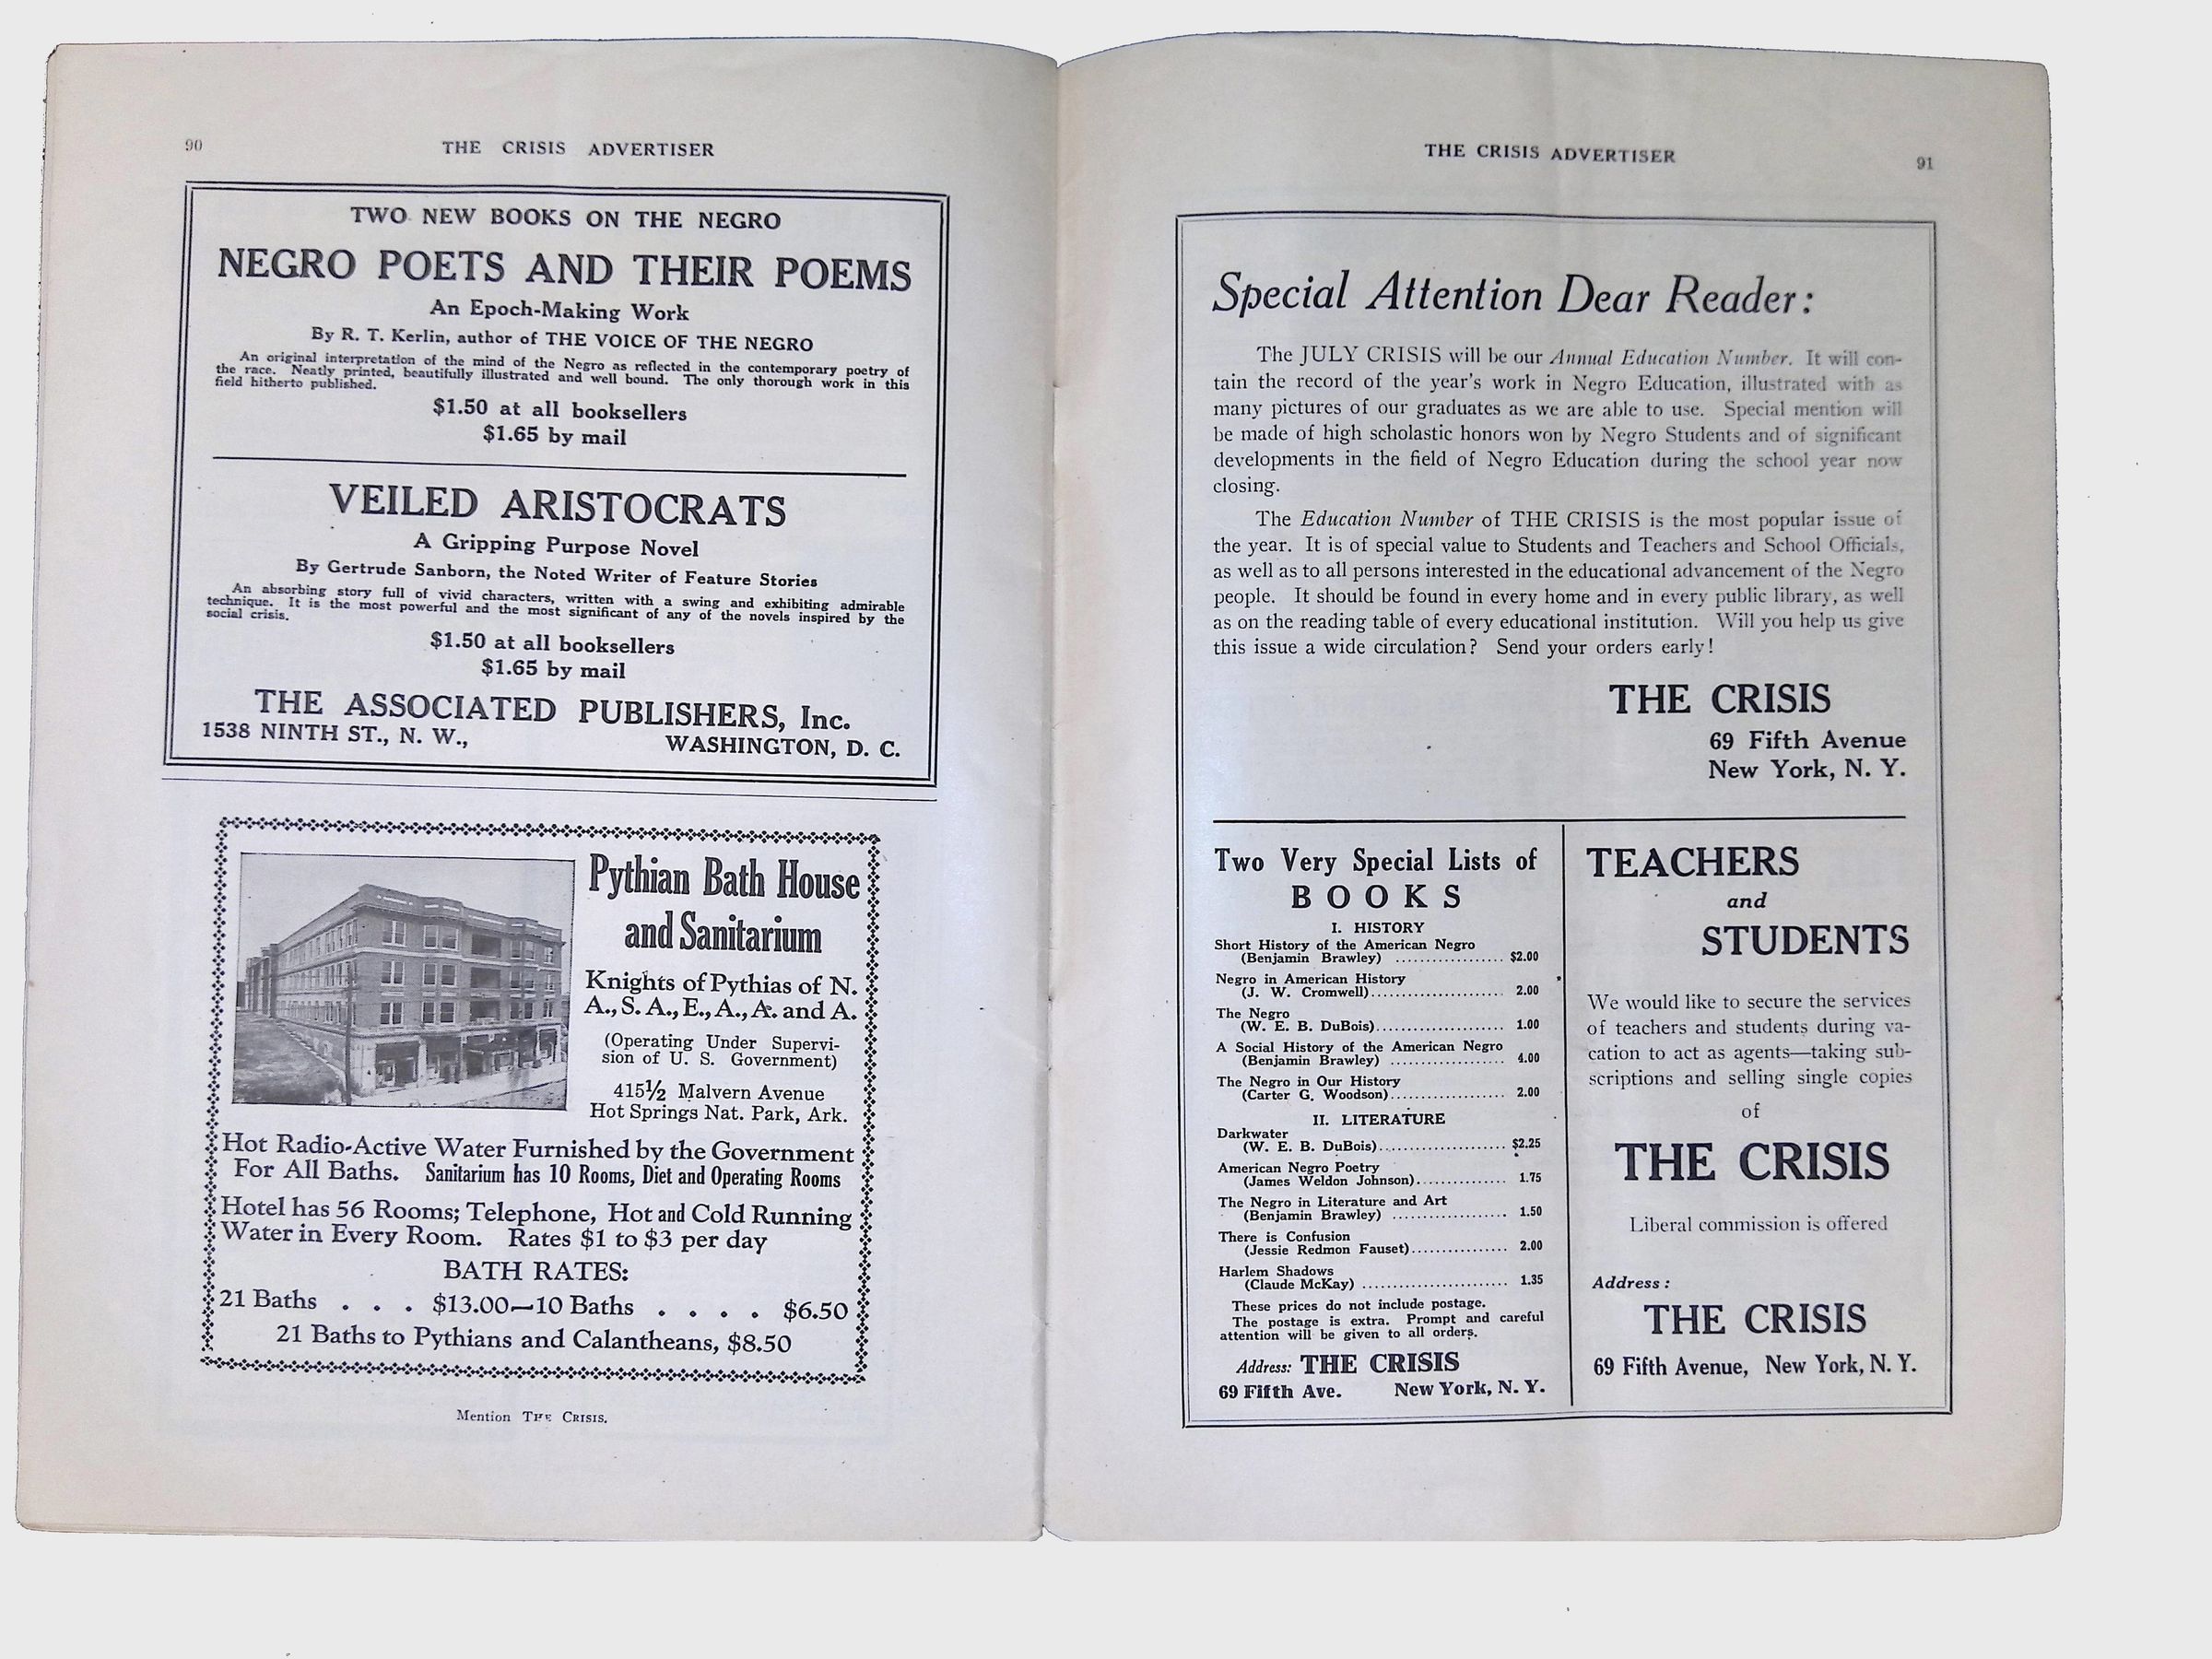 90
THE CRISIS ADVERTISER
TWO NEW BOOKS ON THE NEGRO
NEGRO POETS AND THEIR POEMS
An Epoch-Making Work
By R. T. Kerlin, author of THE VOICE OF THE NEGRO
An original interpretation of the mind of the Negro as reflected in the contemporary poetry of
the race. Neatly printed, beautifully illustrated and well bound. The only thorough work in this
field hitherto published.
$1.50 at all booksellers
$1.65 by mail
VEILED ARISTOCRATS
A Gripping Purpose Novel
By Gertrude Sanborn, the Noted Writer of Feature Stories
An absorbing story full of vivid characters, written with a swing and exhibiting admirable
technique. It is the most powerful and the most significant of any of the novels inspired by the
social crisis.
$1.50 at all booksellers
$1.65 by mail
THE ASSOCIATED PUBLISHERS, Inc.
1538 NINTH ST., N. W., WASHINGTON, D. C.
Pythian Bath House
and Sanitarium
Knights of Pythias of N.
A., S. A., E., A., A. and A.
(Operating Under Supervi-
sion of U. S. Government)
415½ Malvern Avenue
Hot Springs Nat. Park, Ark.
Hot Radio-Active Water Furnished by the Government
For All Baths. Sanitarium has 10 Rooms, Diet and Operating Rooms
Hotel has 56 Rooms; Telephone, Hot and Cold Running
Water in Every Room. Rates $1 to $3 per day
BATH RATES:
21 Baths . . . $13.00—10 Baths . . . . $6.50
21 Baths to Pythians and Calantheans, $8.50
Mention THE CRISIS.
THE CRISIS ADVERTISER
91
Special Attention Dear Reader:
The JULY CRISIS will be our Annual Education Number. It will con-
tain the record of the year's work in Negro Education, illustrated with as
many pictures of our graduates as we are able to use. Special mention will
be made of high scholastic honors won by Negro Students and of significant
developments in the field of Negro Education during the school year now
closing.
The Education Number of THE CRISIS is the most popular issue of
the year. It is of special value to Students and Teachers and School Officials,
as well as to all persons interested in the educational advancement of the Negro
people. It should be found in every home and in every public library, as well
as on the reading table of every educational institution. Will you help us give
this issue a wide circulation? Send your orders early!
THE CRISIS
69 Fifth Avenue
New York, N. Y.
Two Very Special Lists of
BOOKS
I. HISTORY
Short History of the American Negro
(Benjamin Brawley) .................. $2.00
Negro in American History
(J. W. Cromwell)...................... 2.00
The Negro
(W. E. B. DuBois)..................... 1.00
A Social History of the American Negro
(Benjamin Brawley) ................... 4.00
The Negro in Our History
(Carter G. Woodson)................... 2.00
II. LITERATURE
Darkwater
(W. E. B. DuBois)..................... $2.25
American Negro Poetry
(James Weldon Johnson)............... 1.75
The Negro in Literature and Art
(Benjamin Brawley) ................... 1.50
There is Confusion
(Jessie Redmon Fauset)................ 2.00
Harlem Shadows
(Claude McKay) ........................ 1.35
These prices do not include postage.
The postage is extra. Prompt and careful
attention will be given to all orders.
Address: THE CRISIS
69 Fifth Ave. New York, N. Y.
TEACHERS
and
STUDENTS
We would like to secure the services
of teachers and students during va-
cation to act as agents—taking sub-
scriptions and selling single copies
of
THE CRISIS
Liberal commission is offered
Address:
THE CRISIS
69 Fifth Avenue, New York, N. Y.